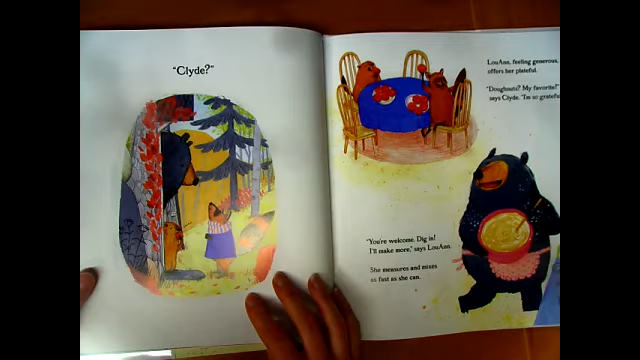 "Clyde?"
LouAnn, feeling generous,
offers her plateful.
"Doughnuts? My favorite!"
says Clyde. "I'm so grateful
"You're welcome. Dig in!
I'll make more," says LouAnn.
She measures and mixes
as fast as she can.